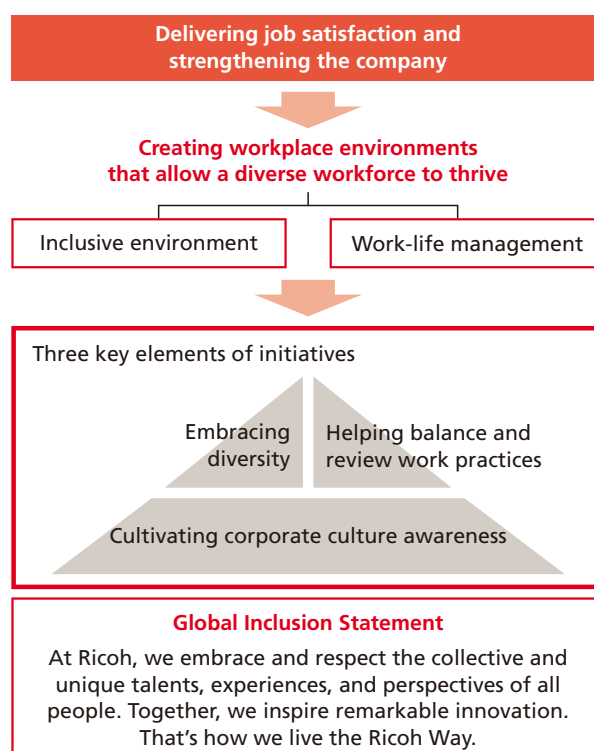 Delivering job satisfaction and
strengthening the company
Creating workplace environments
that allow a diverse workforce to thrive
Inclusive environment
Work-life management
Three key elements of initiatives
Embracing
diversity
Helping balance and
review work practices
Cultivating corporate culture awareness
Global Inclusion Statement
At Ricoh, we embrace and respect the collective and
unique talents, experiences, and perspectives of all
people. Together, we inspire remarkable innovation.
That’s how we live the Ricoh Way.